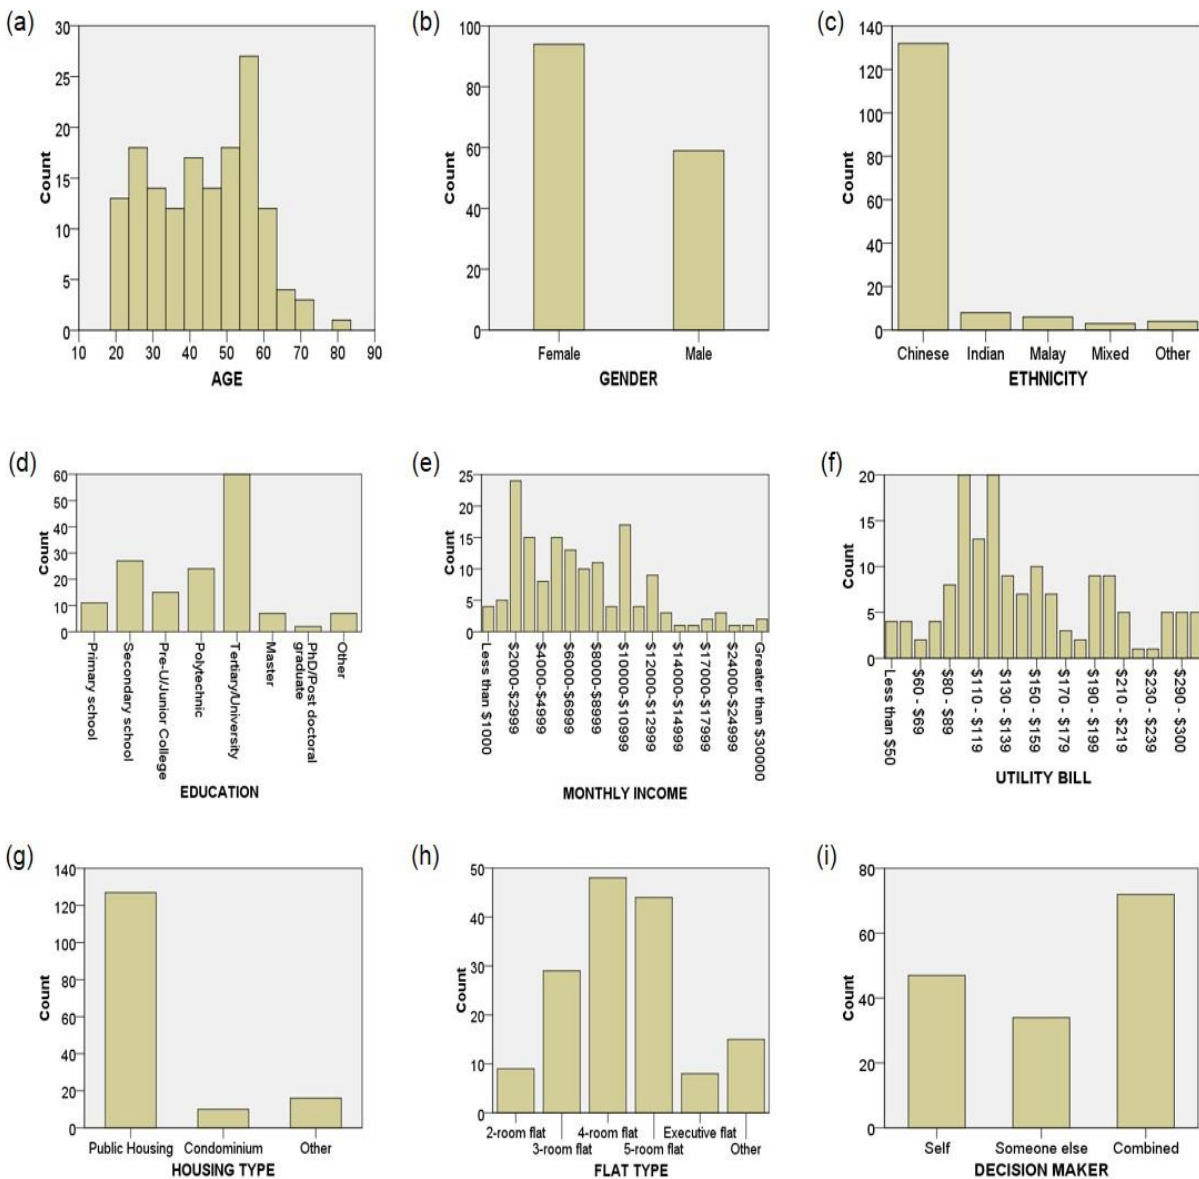 (a)
30
25
20
15
10
5
0
Count
10 20 30 40 50 60 70 80 90
AGE
(b)
100
80
60
40
20
0
Count
Female Male
GENDER
(c)
140
120
100
80
60
40
20
0
Count
Chinese Indian Malay Mixed Other
ETHNICITY
(d)
60
50
40
30
20
10
0
Count
Primary school
Secondary school
Pre-U/Junior College
Polytechnic
Tertiary/University
Master
PhD/Post doctoral
graduate
Other
EDUCATION
(e)
25
20
15
10
5
0
Count
Less than $1000
$2000-$2999
$4000-$4999
$6000-$6999
$8000-$8999
$10000-$10999
$12000-$12999
$14000-$14999
$17000-$17999
$24000-$24999
Greater than $30000
MONTHLY INCOME
(f)
20
15
10
5
0
Count
Less than $50
$60 - $69
$80 - $89
$110 - $119
$130 - $139
$150 - $159
$170 - $179
$190 - $199
$210 - $219
$230 - $239
$290 - $300
UTILITY BILL
(g)
140
120
100
80
60
40
20
0
Count
Public Housing Condominium Other
HOUSING TYPE
(h)
50
40
30
20
10
0
Count
2-room flat 4-room flat Executive flat
3-room flat 5-room flat Other
FLAT TYPE
(i)
80
60
40
20
0
Count
Self Someone else Combined
DECISION MAKER